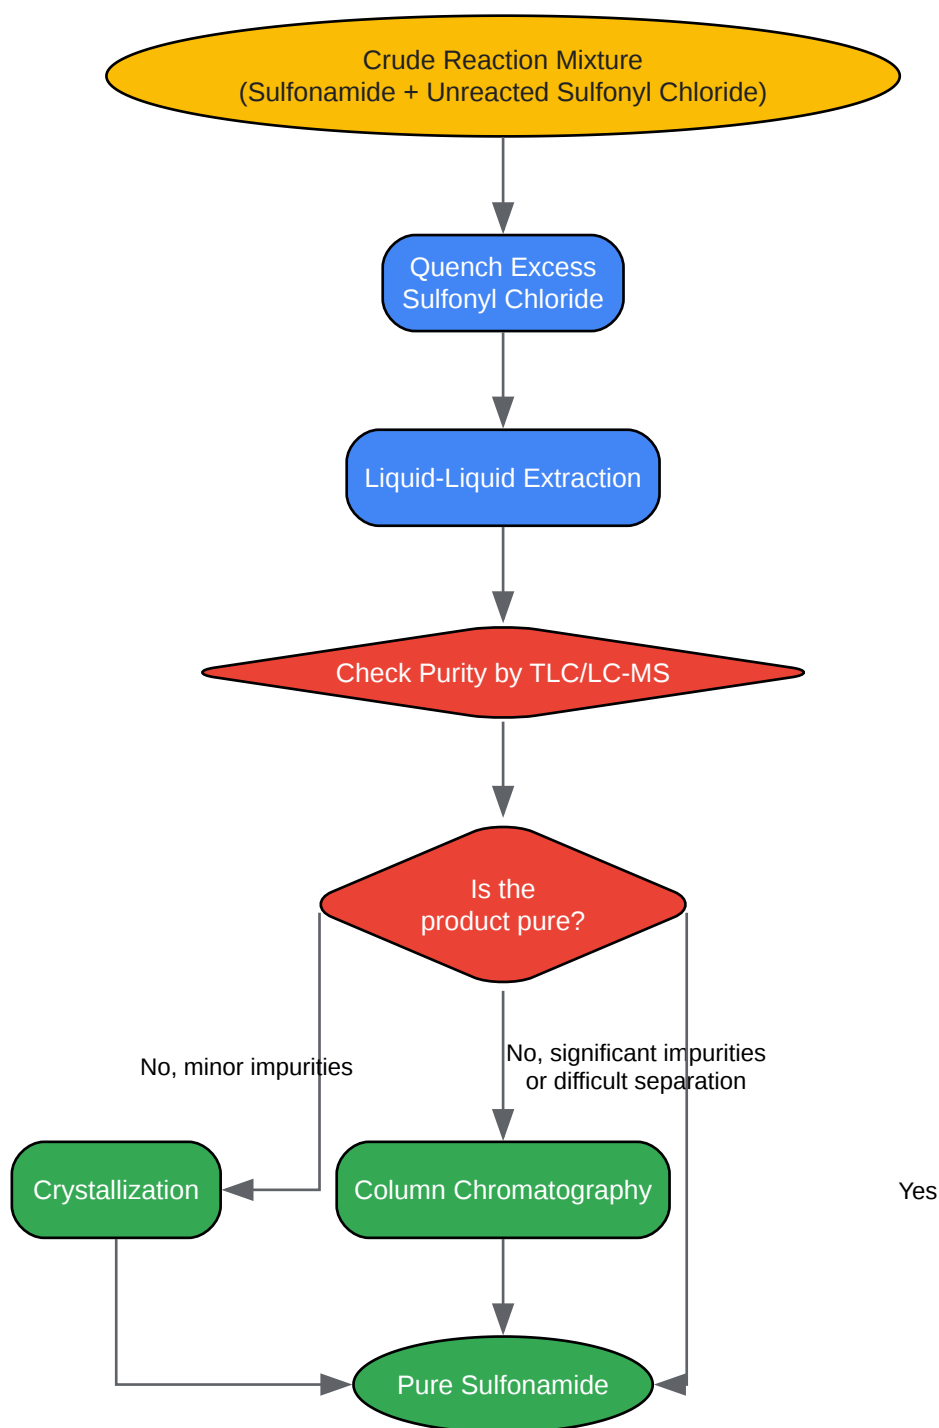 Crude Reaction Mixture
(Sulfonamide + Unreacted Sulfonyl Chloride)
Quench Excess
Sulfonyl Chloride
Liquid-Liquid Extraction
Check Purity by TLC/LC-MS
Is the
product pure?
No, minor impurities
No, significant impurities
or difficult separation
Crystallization
Column Chromatography
Yes
Pure Sulfonamide